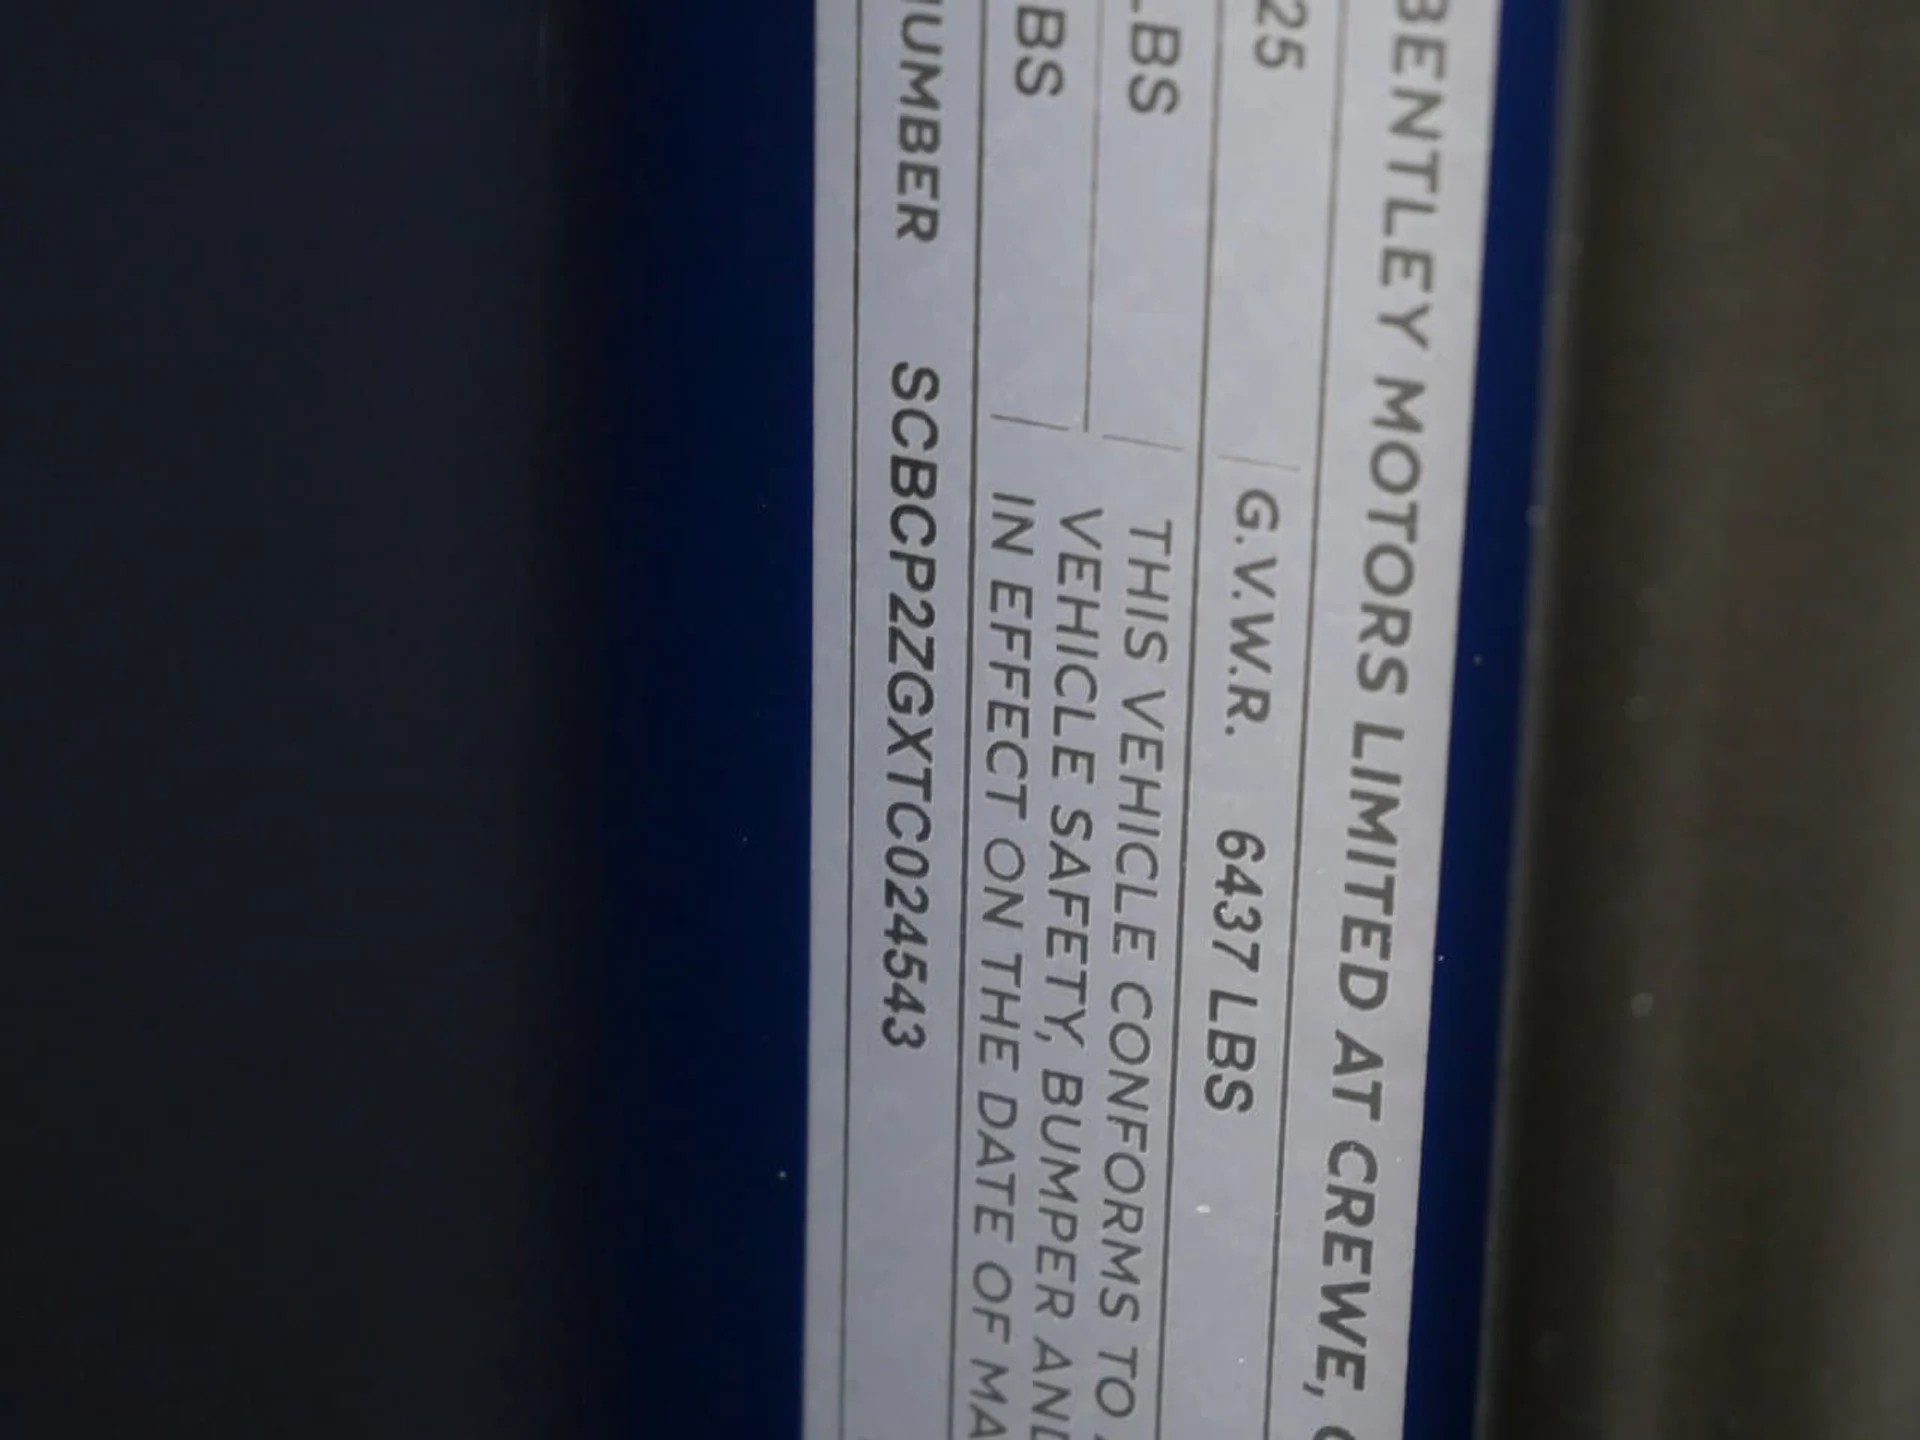 BENTLEY MOTORS LIMITED AT CREWE,
25 G.V.W.R. 6437 LBS
LBS THIS VEHICLE CONFORMS TO
VEHICLE SAFETY, BUMPER AND
BS IN EFFECT ON THE DATE OF MA
NUMBER SCBCP2ZGXTC024543